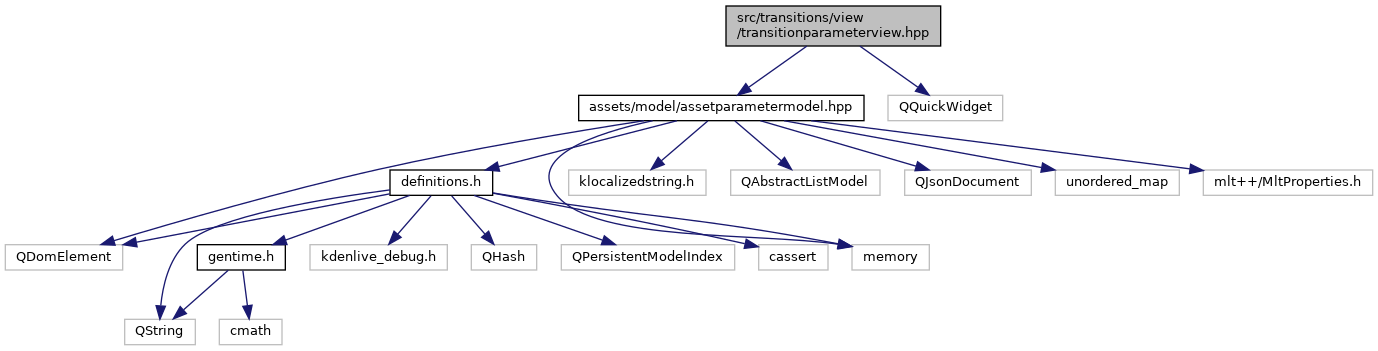 src/transitions/view
/transitionparameterview.hpp
assets/model/assetparametermodel.hpp
QQuickWidget
definitions.h
klocalizedstring.h
QAbstractListModel
QJsonDocument
unordered_map
mlt++/MltProperties.h
QDomElement
gentime.h
kdenlive_debug.h
QHash
QPersistentModelIndex
cassert
memory
QString
cmath